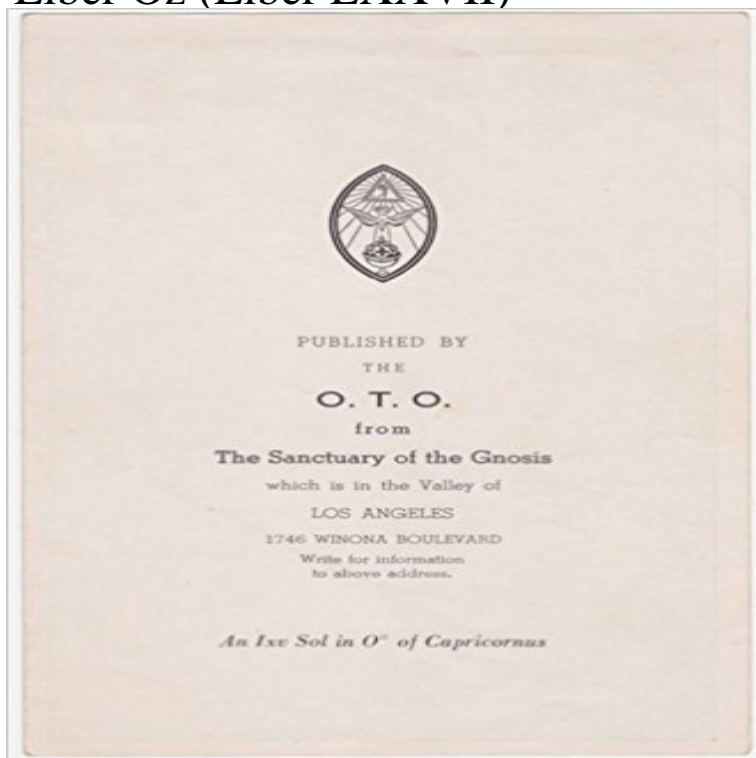 Liber Oz (Liber LXXVII)
PUBLISHED BY
THE
O. T. O.
from
The Sanctuary of the Gnosis
which is in the Valley of
LOS ANGELES
1746 WINONA BOULEVARD
Write for information
to above address.
An Ixv Sol in O° of Capricornus